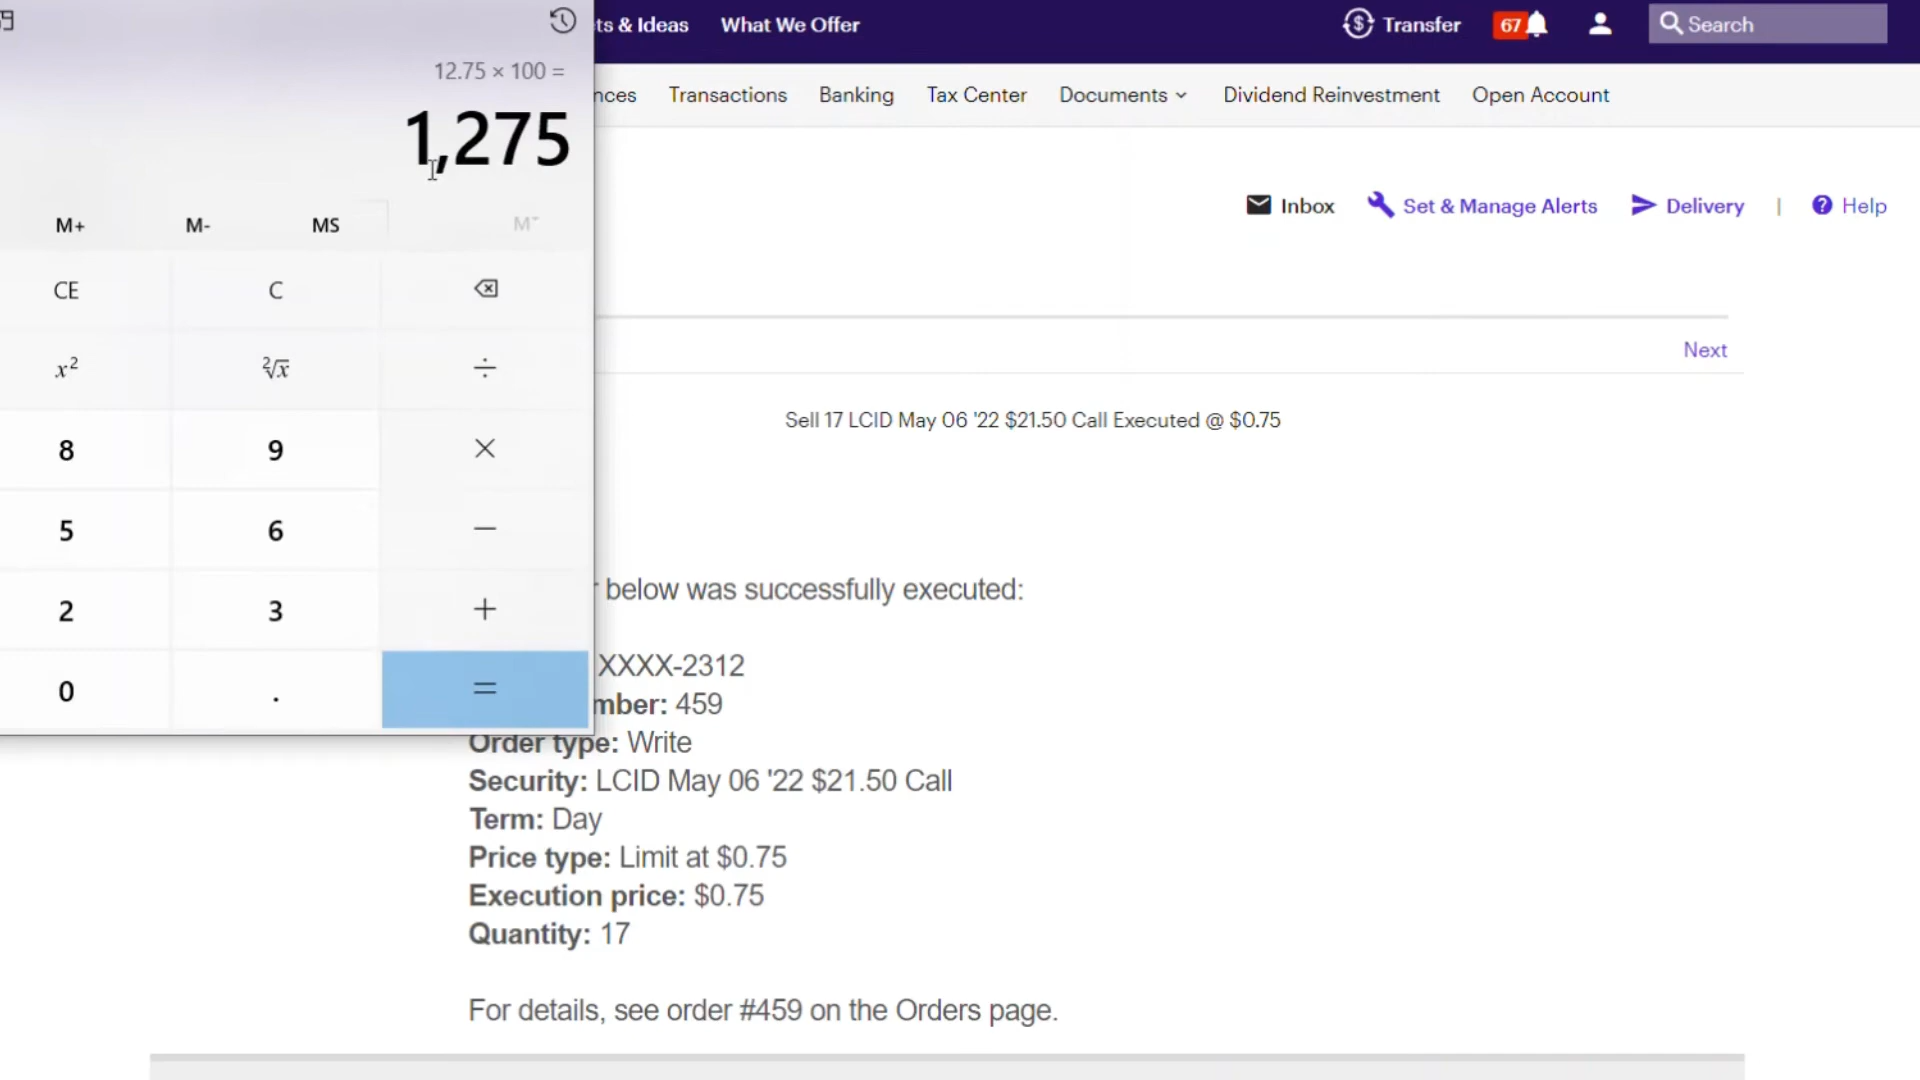 ts & Ideas What We Offer Transfer 67 Search
12.75 × 100 =
nces Transactions Banking Tax Center Documents Dividend Reinvestment Open Account
1,275
Inbox Set & Manage Alerts Delivery | Help
M+ M- MS M˅
CE C
Next
x² ²√x ÷
Sell 17 LCID May 06 '22 $21.50 Call Executed @ $0.75
8 9 ×
5 6 −
below was successfully executed:
2 3 +
XXXX-2312
0 . =
mber: 459
Order type: Write
Security: LCID May 06 '22 $21.50 Call
Term: Day
Price type: Limit at $0.75
Execution price: $0.75
Quantity: 17
For details, see order #459 on the Orders page.